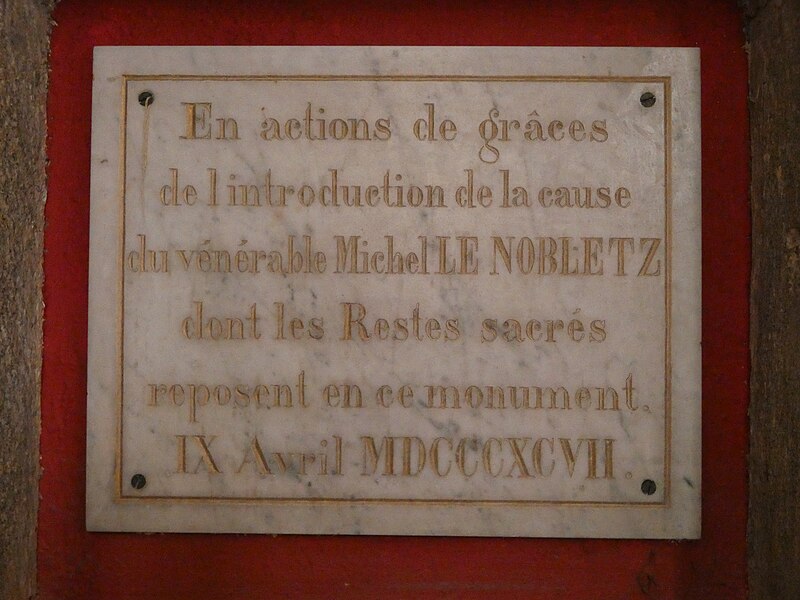 En actions de grâces
de l introduction de la cause
du vénérable Michel LE NOBLETZ
dont les Restes sacrés
reposent en ce monument.
IX Avril MDCCCXCVII.